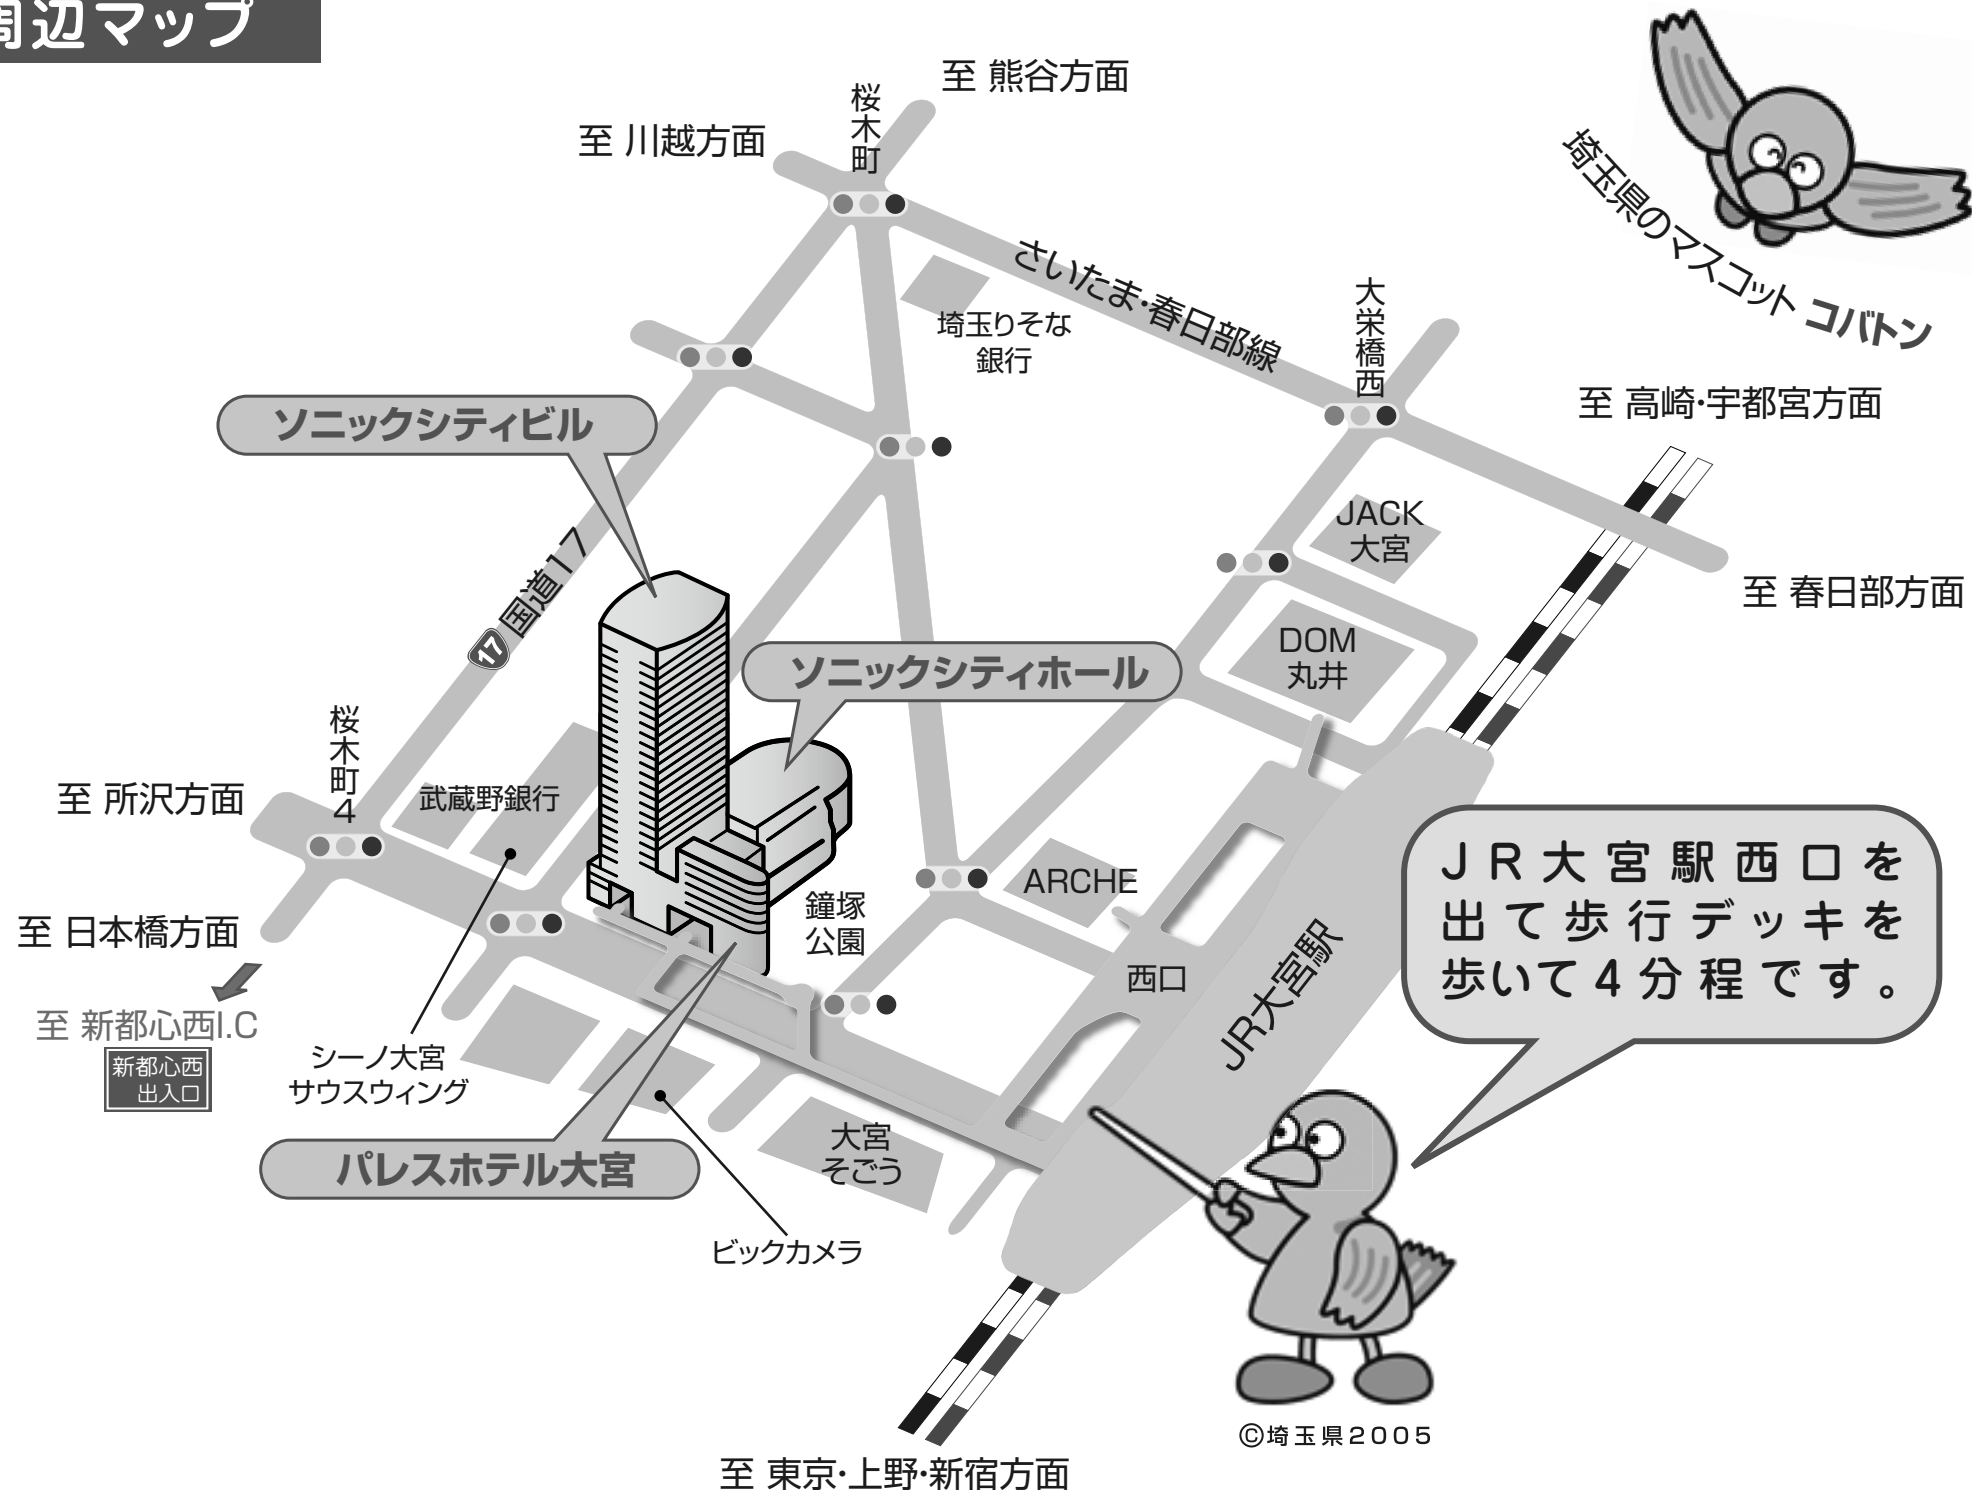 周辺マップ
至 熊谷方面
桜木町
至 川越方面
埼玉県のマスコット コバトン
さいたま・春日部線
大栄橋西
埼玉りそな
銀行
至 高崎・宇都宮方面
ソニックシティビル
JACK
大宮
国道17
17
至 春日部方面
DOM
丸井
ソニックシティホール
桜木町4
至 所沢方面
武蔵野銀行
JR大宮駅西口を
出て歩行デッキを
歩いて4分程です。
ARCHE
鐘塚
公園
至 日本橋方面
西口
JR大宮駅
至 新都心西I.C
新都心西
出入口
シーノ大宮
サウスウィング
パレスホテル大宮
大宮
そごう
ビックカメラ
©埼玉県2005
至 東京・上野・新宿方面